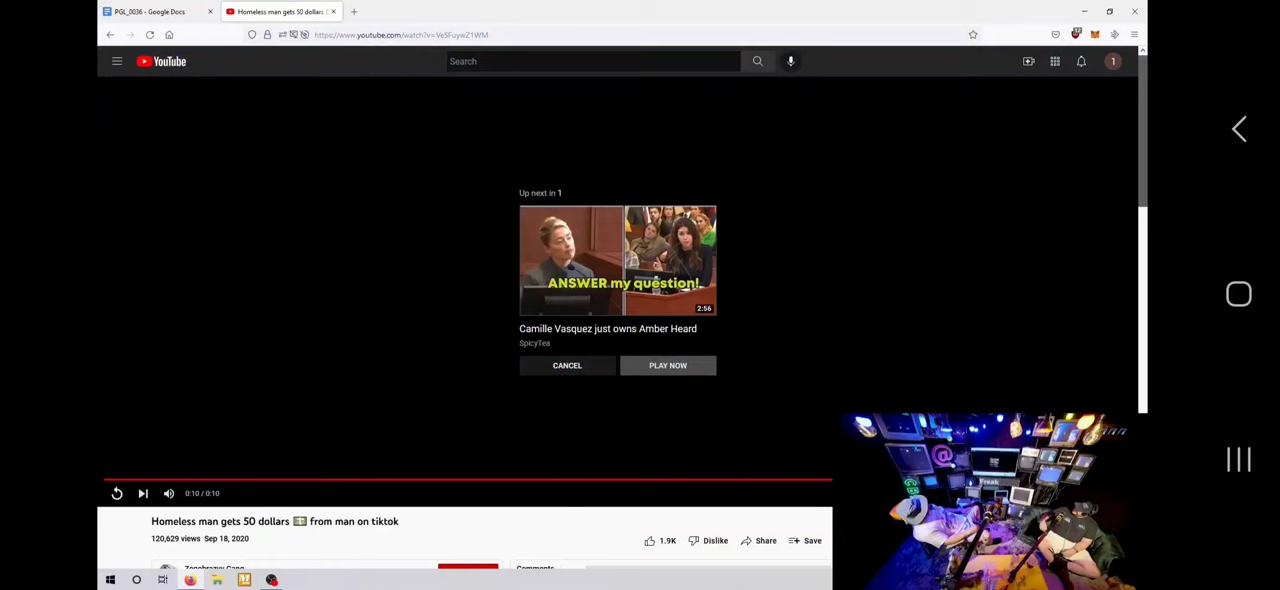 PGL_0036 - Google Docs
Homeless man gets 50 dollars
https://www.youtube.com/watch?v=VeSFuywZ1WM
YouTube
Search
1
Up next in 1
ANSWER my question!
2:56
Camille Vasquez just owns Amber Heard
SpicyTea
CANCEL
PLAY NOW
@
Freak
0:10 / 0:10
Homeless man gets 50 dollars 💵 from man on tiktok
120,629 views Sep 18, 2020
1.9K
Dislike
Share
Save
Comments